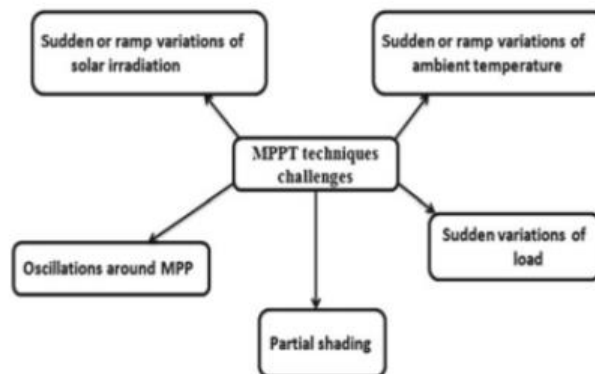 Sudden or ramp variations of
solar irradiation
Sudden or ramp variations of
ambient temperature
MPPT techniques
challenges
Oscillations around MPP
Sudden variations of
load
Partial shading